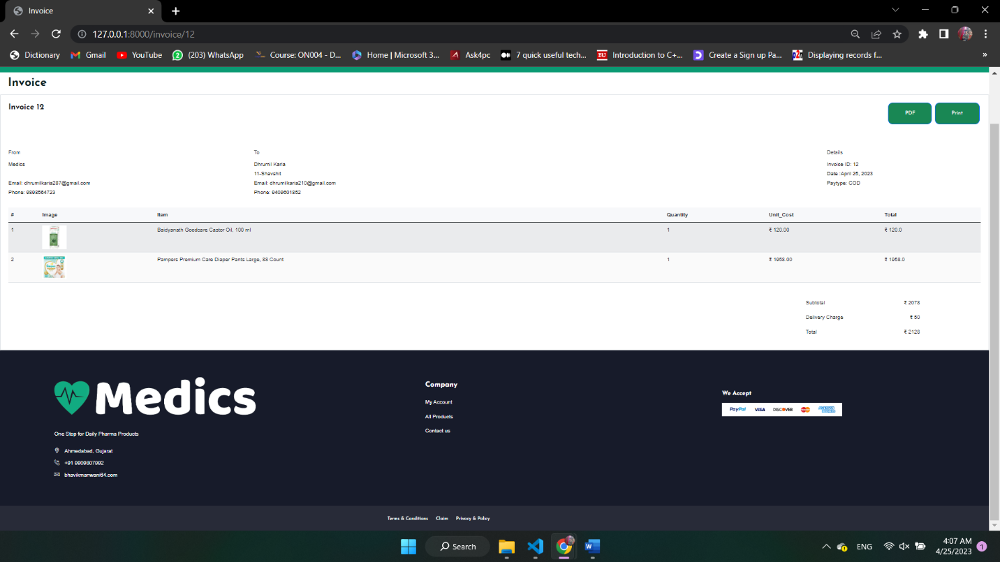 Invoice
127.0.0.1:8000/invoice/12
Dictionary Gmail YouTube (203) WhatsApp Course: ON004 - D... Home | Microsoft 3... Ask4pc 7 quick useful tech... Introduction to C+... Create a Sign up Pa... Displaying records f... »
Invoice
Invoice 12
PDF Print
From To Details
Medics Dhrumil Karia Invoice ID: 12
11-Shavshit Date :April 25, 2023
Email: dhrumilkaria287@gmail.com Email: dhrumilkaria210@gmail.com Paytype: COD
Phone: 9898564723 Phone: 9409601852
# Image Item Quantity Unit_Cost Total
1 Baidyanath Goodcare Castor Oil, 100 ml 1 ₹ 120.00 ₹ 120.0
2 Pampers Premium Care Diaper Pants Large, 88 Count 1 ₹ 1958.00 ₹ 1958.0
Subtotal ₹ 2078
Delivery Charge ₹ 50
Total ₹ 2128
Medics
One Stop for Daily Pharma Products
Ahmedabad, Gujarat
+91 9909807992
bhavikmanwani64.com
Company
My Account
All Products
Contact us
We Accept
PayPal VISA DISCOVER
Terms & Conditions Claim Privacy & Policy
Search
ENG
4:07 AM
4/25/2023
1